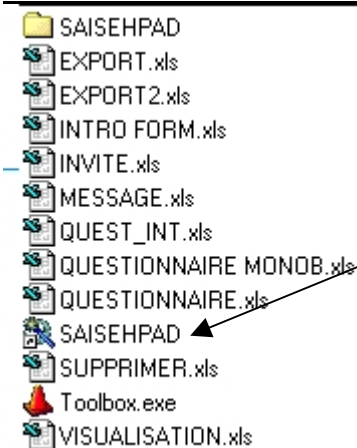 SAISEHPAD
EXPORT.xls
EXPORT2.xls
INTRO FORM.xls
INVITE.xls
MESSAGE.xls
QUEST_INT.xls
QUESTIONNAIRE MONOB.xls
QUESTIONNAIRE.xls
SAISEHPAD
SUPPRIMER.xls
Toolbox.exe
VISUALISATION.xls